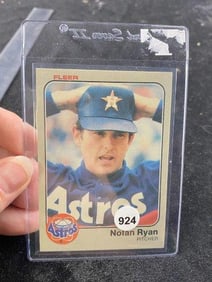 FLEER
Astros
924
Nolan Ryan
PITCHER